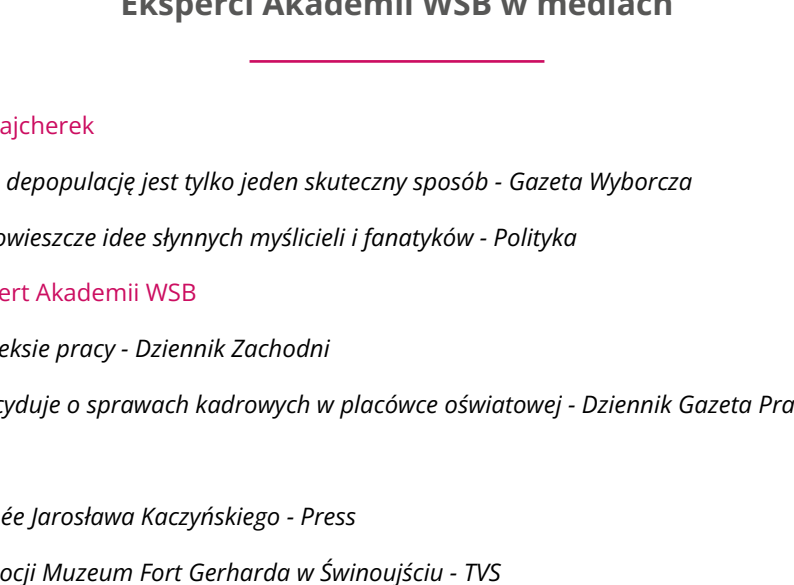 Eksperci Akademii WSB w mediach
ajcherek
depopulację jest tylko jeden skuteczny sposób - Gazeta Wyborcza
owieszcze idee słynnych myślicieli i fanatyków - Polityka
ert Akademii WSB
eksie pracy - Dziennik Zachodni
cyduje o sprawach kadrowych w placówce oświatowej - Dziennik Gazeta Pra
ée Jarosława Kaczyńskiego - Press
ocji Muzeum Fort Gerharda w Świnoujściu - TVS